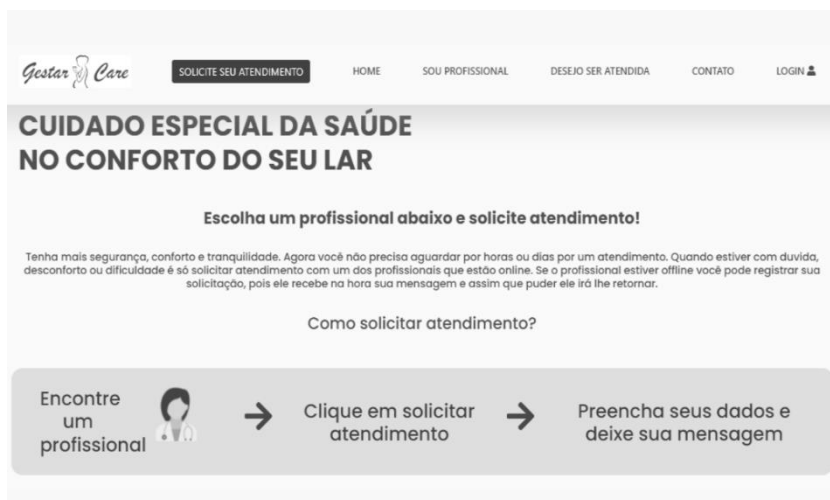 Gestar Care
SOLICITE SEU ATENDIMENTO
HOME
SOU PROFISSIONAL
DESEJO SER ATENDIDA
CONTATO
LOGIN
CUIDADO ESPECIAL DA SAÚDE
NO CONFORTO DO SEU LAR
Escolha um profissional abaixo e solicite atendimento!
Tenha mais segurança, conforto e tranquilidade. Agora você não precisa aguardar por horas ou dias por um atendimento. Quando estiver com duvida,
desconforto ou dificuldade é só solicitar atendimento com um dos profissionais que estão online. Se o profissional estiver offline você pode registrar sua
solicitação, pois ele recebe na hora sua mensagem e assim que puder ele irá lhe retornar.
Como solicitar atendimento?
Encontre
um
profissional
Clique em solicitar
atendimento
Preencha seus dados e
deixe sua mensagem